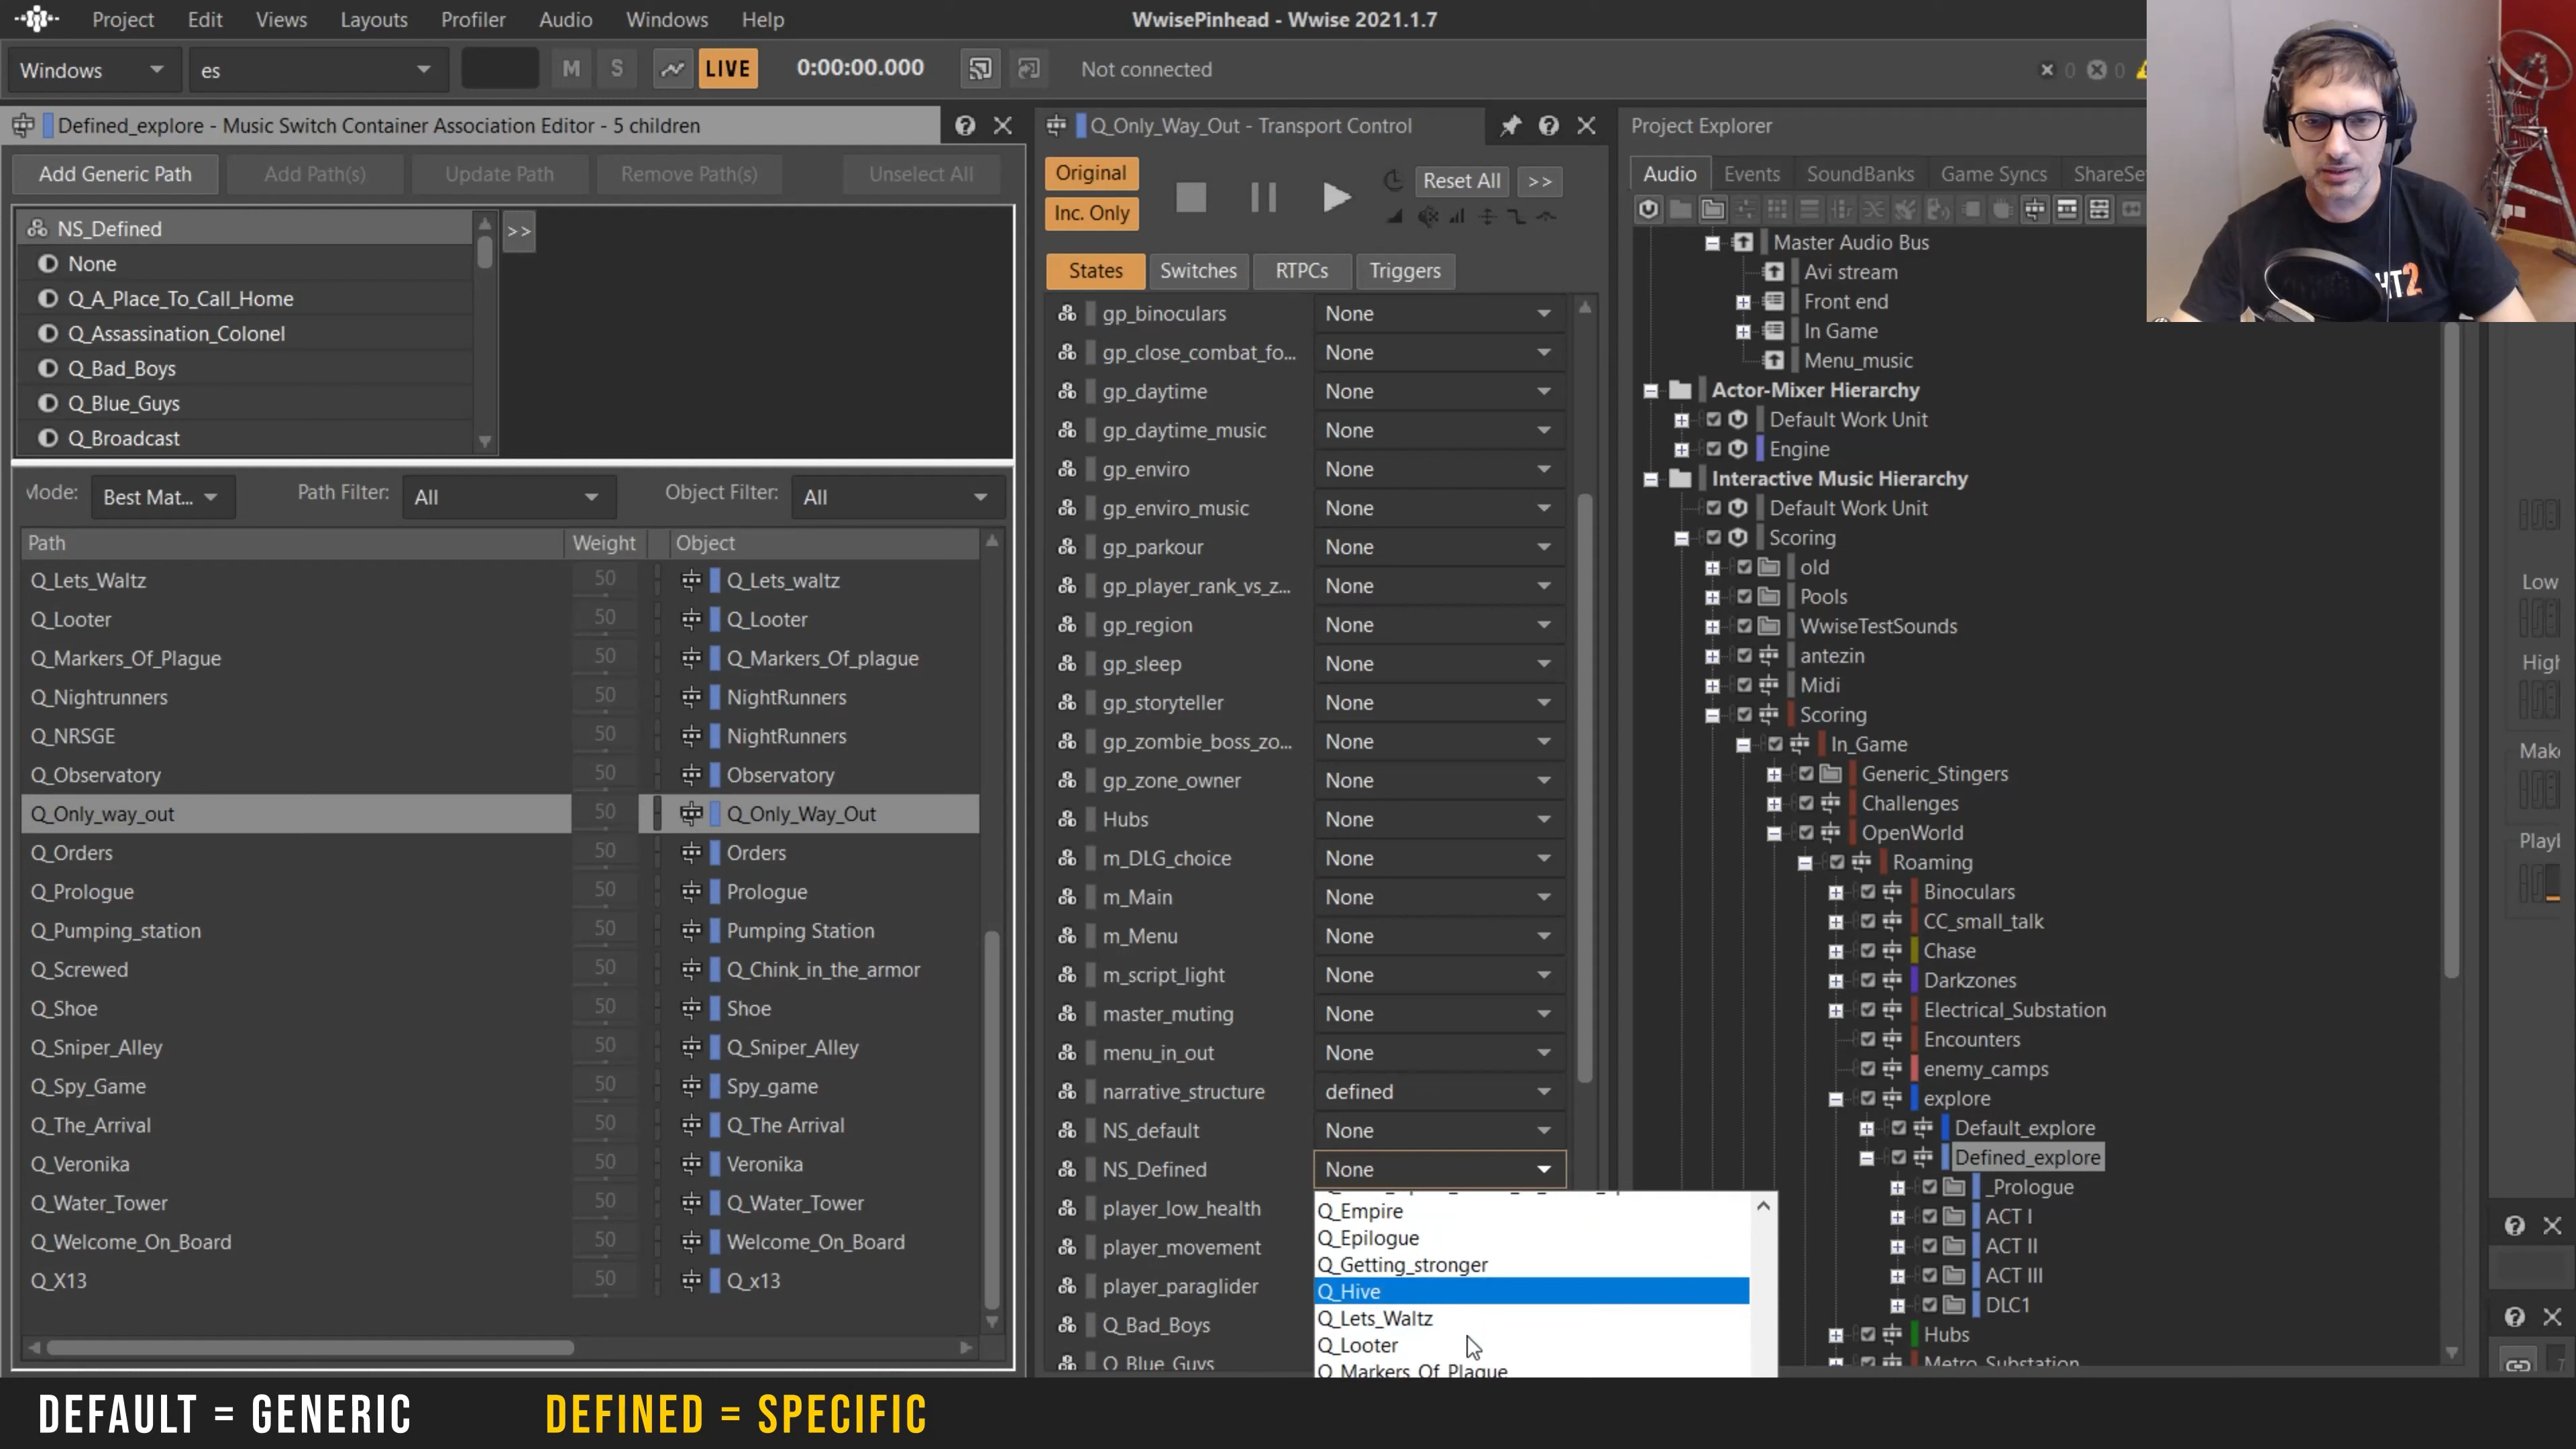 Project Edit Views Layouts Profiler Audio Windows Help
WwisePinhead - Wwise 2021.1.7
Windows es M S LIVE 0:00:00.000 Not connected 0 0
Defined_explore - Music Switch Container Association Editor - 5 children
Add Generic Path Add Path(s) Update Path Remove Path(s) Unselect All
NS_Defined >>
None
Q_A_Place_To_Call_Home
Q_Assassination_Colonel
Q_Bad_Boys
Q_Blue_Guys
Q_Broadcast
Mode: Best Mat... Path Filter: All Object Filter: All
Path Weight Object
Q_Lets_Waltz 50 Q_Lets_waltz
Q_Looter 50 Q_Looter
Q_Markers_Of_Plague 50 Q_Markers_Of_plague
Q_Nightrunners 50 NightRunners
Q_NRSGE 50 NightRunners
Q_Observatory 50 Observatory
Q_Only_way_out 50 Q_Only_Way_Out
Q_Orders 50 Orders
Q_Prologue 50 Prologue
Q_Pumping_station 50 Pumping Station
Q_Screwed 50 Q_Chink_in_the_armor
Q_Shoe 50 Shoe
Q_Sniper_Alley 50 Q_Sniper_Alley
Q_Spy_Game 50 Spy_game
Q_The_Arrival 50 Q_The Arrival
Q_Veronika 50 Veronika
Q_Water_Tower 50 Q_Water_Tower
Q_Welcome_On_Board 50 Welcome_On_Board
Q_X13 50 Q_x13
Q_Only_Way_Out - Transport Control
Original
Inc. Only
Reset All >>
States Switches RTPCs Triggers
gp_binoculars None
gp_close_combat_fo... None
gp_daytime None
gp_daytime_music None
gp_enviro None
gp_enviro_music None
gp_parkour None
gp_player_rank_vs_z... None
gp_region None
gp_sleep None
gp_storyteller None
gp_zombie_boss_zo... None
gp_zone_owner None
Hubs None
m_DLG_choice None
m_Main None
m_Menu None
m_script_light None
master_muting None
menu_in_out None
narrative_structure defined
NS_default None
NS_Defined None
player_low_health
player_movement
player_paraglider
Q_Bad_Boys
Q_Blue_Guys
Q_Empire
Q_Epilogue
Q_Getting_stronger
Q_Hive
Q_Lets_Waltz
Q_Looter
Q_Markers_Of_Plague
Project Explorer
Audio Events SoundBanks Game Syncs ShareSe
Master Audio Bus
Avi stream
Front end
In Game
Menu_music
Actor-Mixer Hierarchy
Default Work Unit
Engine
Interactive Music Hierarchy
Default Work Unit
Scoring
old
Pools
WwiseTestSounds
antezin
Midi
Scoring
In_Game
Generic_Stingers
Challenges
OpenWorld
Roaming
Binoculars
CC_small_talk
Chase
Darkzones
Electrical_Substation
Encounters
enemy_camps
explore
Default_explore
Defined_explore
_Prologue
ACT I
ACT II
ACT III
DLC1
Hubs
Metro_Substation
Low
High
Make
Playl
HT2
DEFAULT = GENERIC DEFINED = SPECIFIC